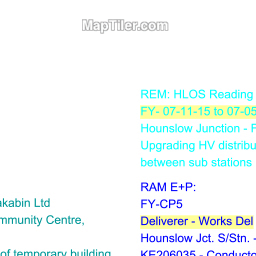 MapTiler.com
REM: HLOS Reading
FY- 07-11-15 to 07-05
Hounslow Junction -
Upgrading HV distribu
between sub stations
RAM E+P:
FY-CP5
Deliverer - Works Del
Hounslow Jct. S/Stn. -
KF206035 - Conducto
akabin Ltd
mmunity Centre,
of temporary building